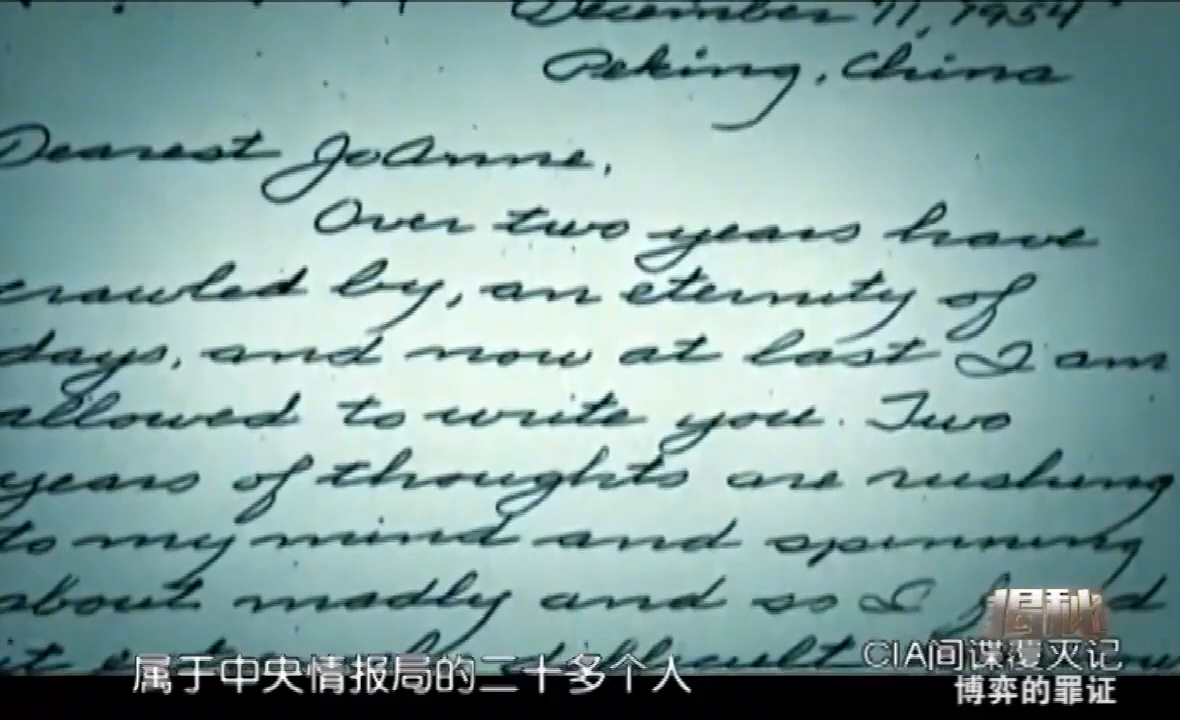 December 11, 1954
Peking, China
Dearest JoAnne,
Over two years have
crawled by, an eternity of
days, and now at last I am
allowed to write you. Two
years of thoughts are rushing
to my mind and spinning
about madly and so I
it difficult
揭秘
CIA间谍覆灭记
属于中央情报局的二十多个人
博弈的罪证